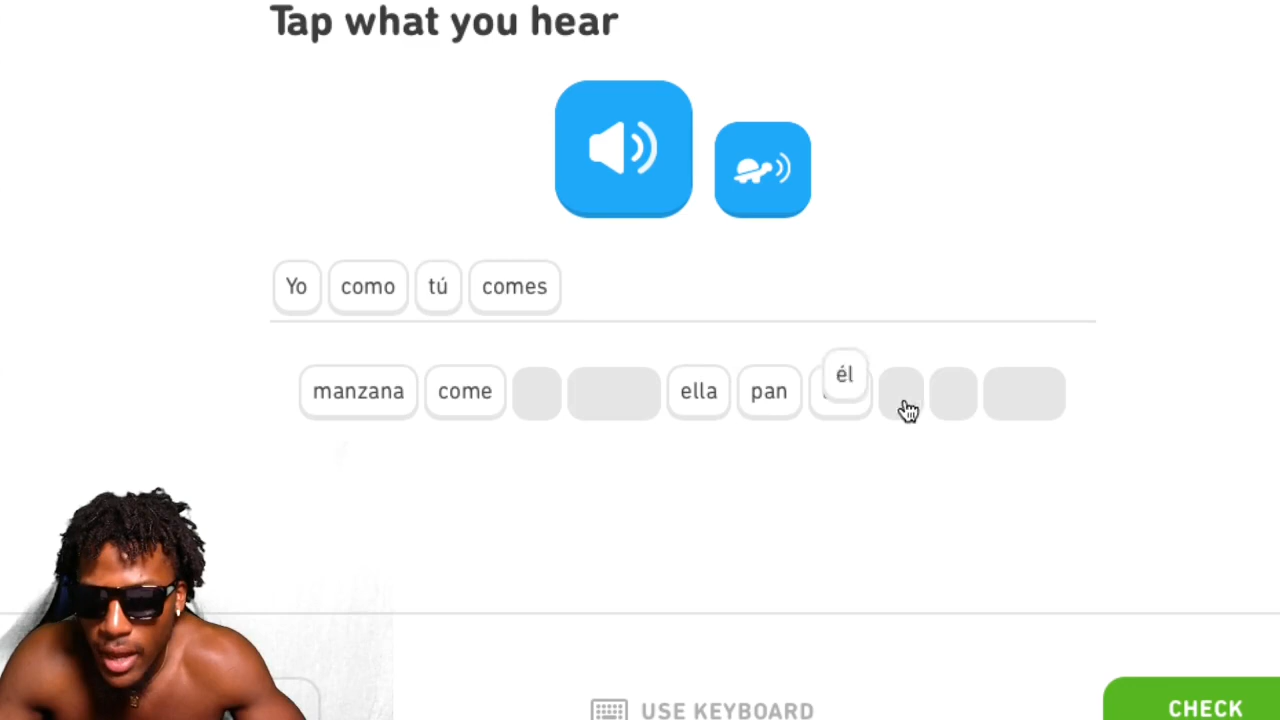 Tap what you hear
Yo como tú comes
manzana come ella pan él
USE KEYBOARD
CHECK